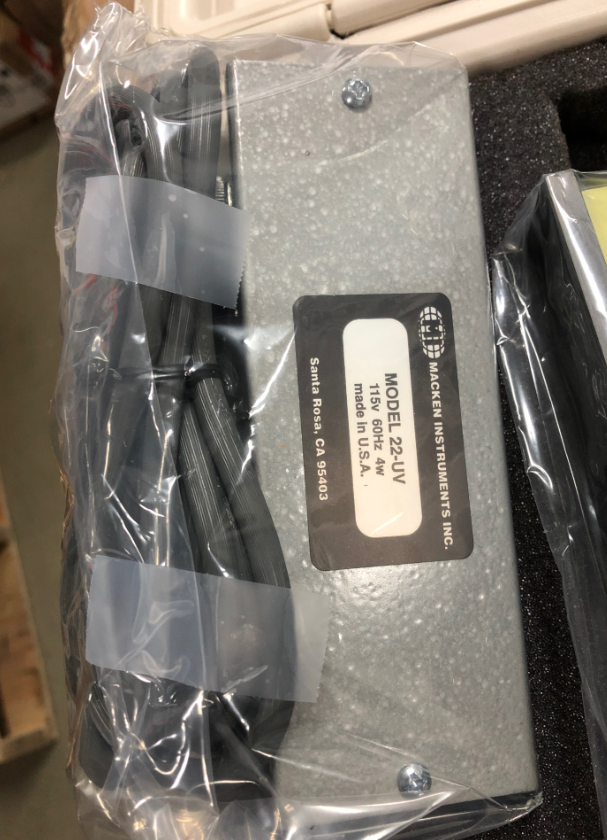 MACKEN INSTRUMENTS INC.
MODEL 22-UV
115v 60Hz 4w
made in U.S.A.
Santa Rosa, CA 95403